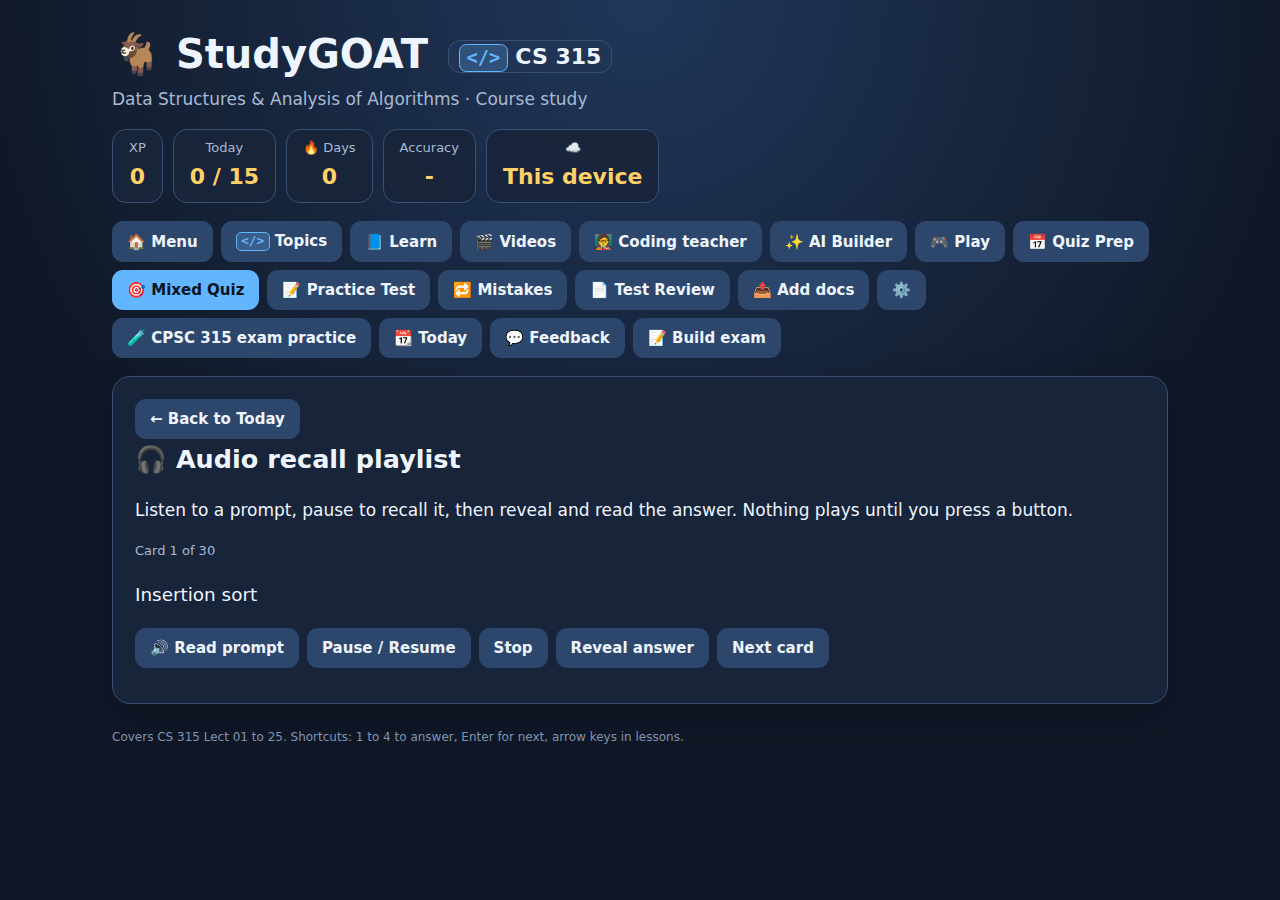 StudyGOAT </> CS 315
Data Structures & Analysis of Algorithms · Course study
XP
0
Today
0 / 15
🔥 Days
0
Accuracy
-
☁️
This device
🏠 Menu
</> Topics
📘 Learn
🎬 Videos
🧑‍🏫 Coding teacher
✨ AI Builder
🎮 Play
📅 Quiz Prep
🎯 Mixed Quiz
📝 Practice Test
🔁 Mistakes
📄 Test Review
📤 Add docs
⚙️
🧪 CPSC 315 exam practice
📆 Today
💬 Feedback
📝 Build exam
← Back to Today
🎧 Audio recall playlist
Listen to a prompt, pause to recall it, then reveal and read the answer. Nothing plays until you press a button.
Card 1 of 30
Insertion sort
🔊 Read prompt
Pause / Resume
Stop
Reveal answer
Next card
Covers CS 315 Lect 01 to 25. Shortcuts: 1 to 4 to answer, Enter for next, arrow keys in lessons.